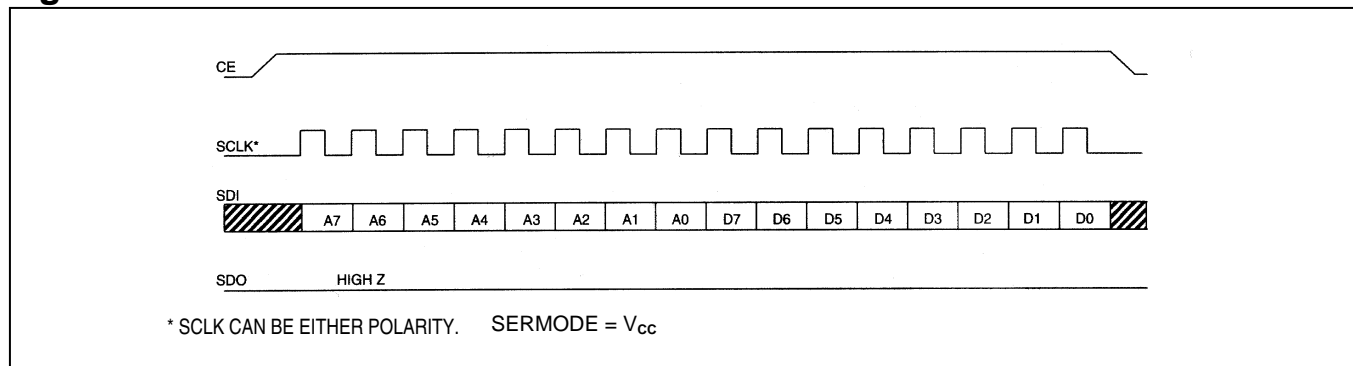 CE
SCLK*
SDI
A7 A6 A5 A4 A3 A2 A1 A0 D7 D6 D5 D4 D3 D2 D1 D0
SDO HIGH Z
* SCLK CAN BE EITHER POLARITY. SERMODE = Vcc